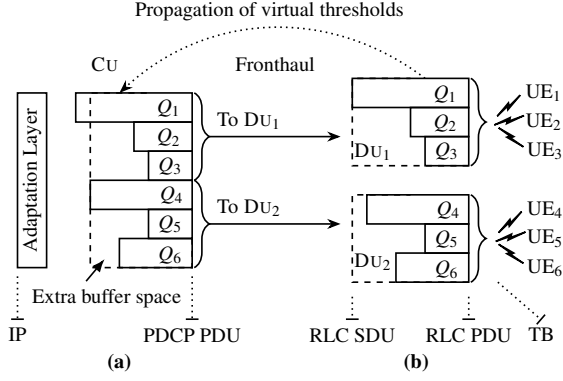 Propagation of virtual thresholds
CU
Fronthaul
Adaptation Layer
Q1
Q2
Q3
Q4
Q5
Q6
To DU1
To DU2
Extra buffer space
Q1
Q2
Q3
DU1
Q4
Q5
Q6
DU2
UE1
UE2
UE3
UE4
UE5
UE6
IP
PDCP PDU
RLC SDU
RLC PDU
TB
(a)
(b)